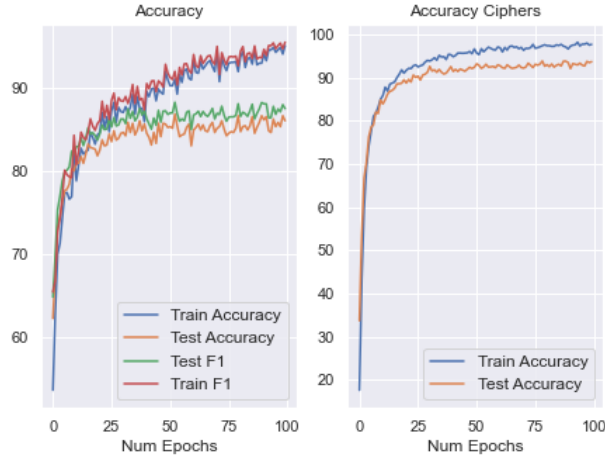 Accuracy
90
80
70
60
Train Accuracy
Test Accuracy
Test F1
Train F1
0
25
50
75
100
Num Epochs
Accuracy Ciphers
100
90
80
70
60
50
40
30
20
Train Accuracy
Test Accuracy
0
25
50
75
100
Num Epochs